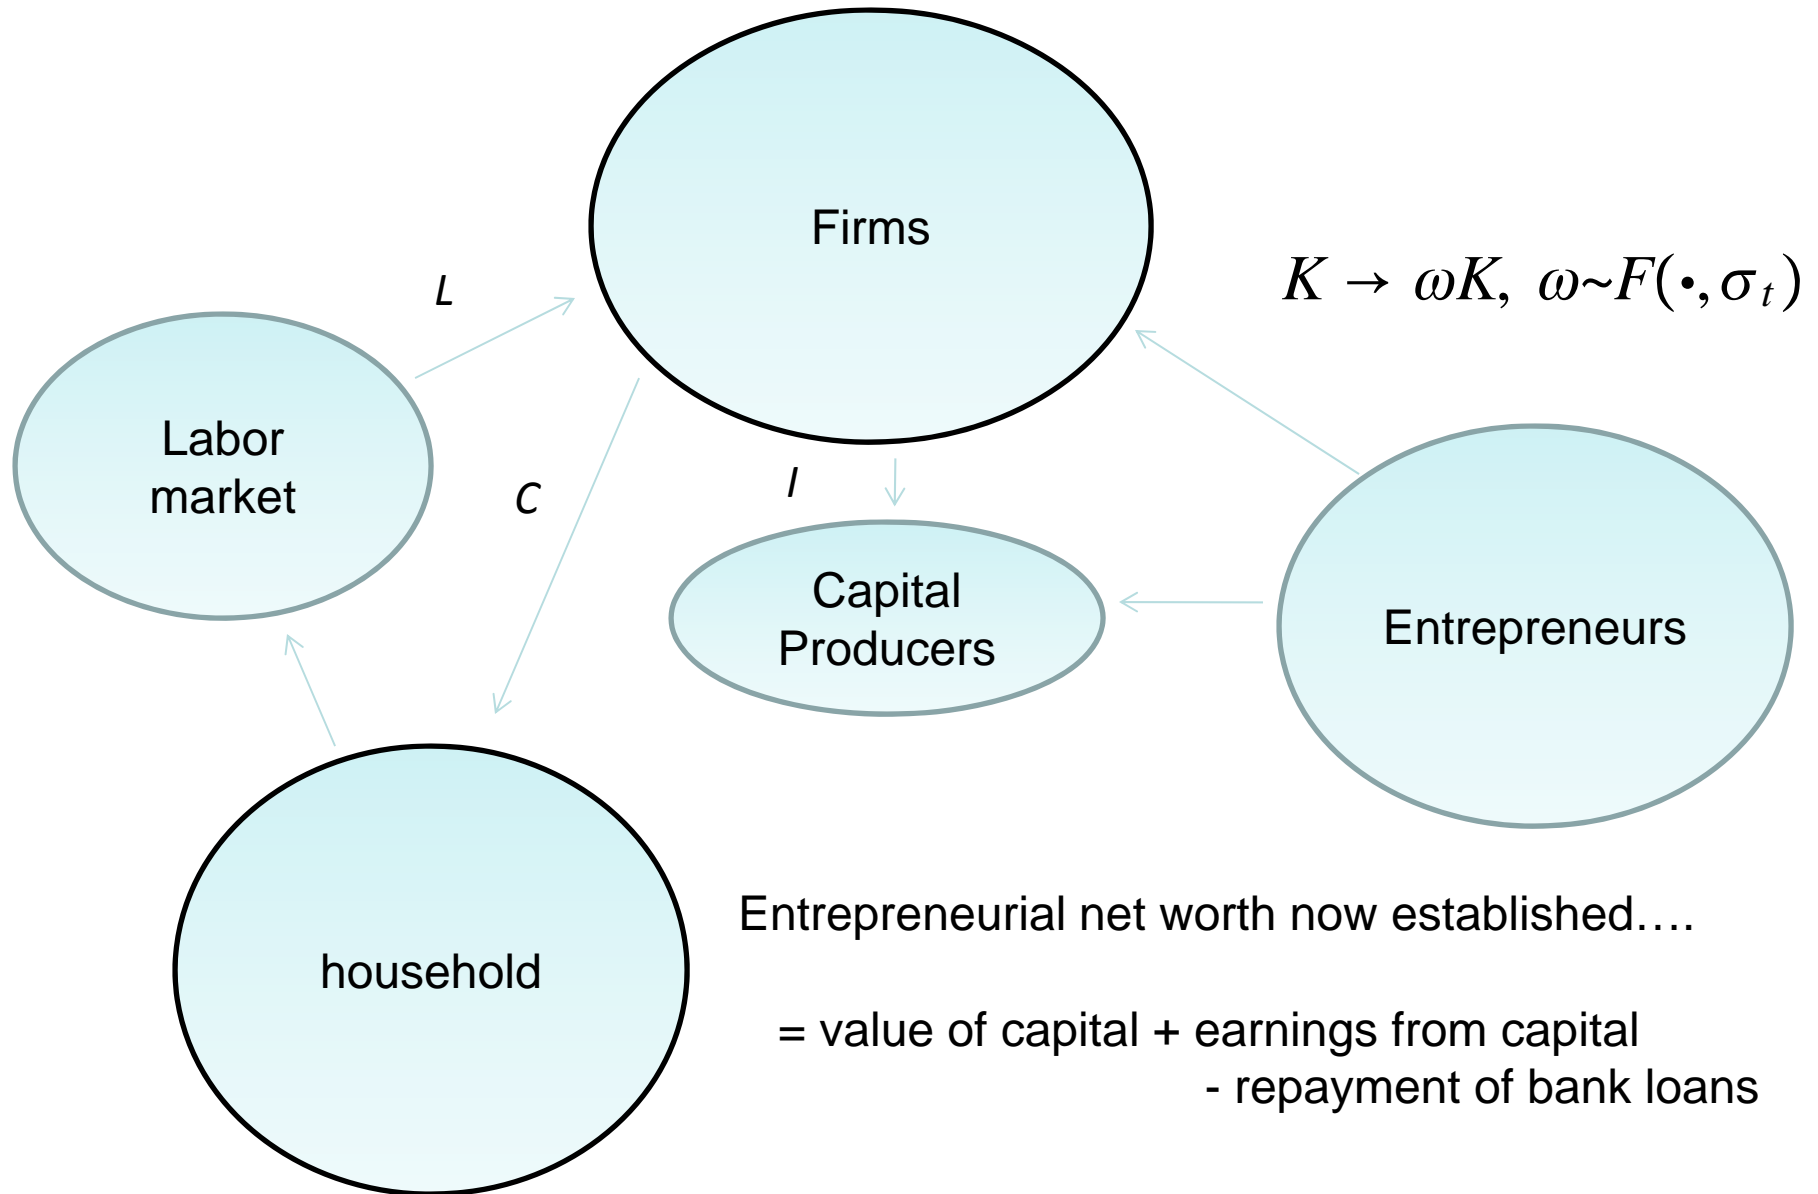 Firms
K → ωK, ω~F(•,σ_t)
L
Labor
market
C
I
Capital
Producers
Entrepreneurs
household
Entrepreneurial net worth now established….
= value of capital + earnings from capital
- repayment of bank loans